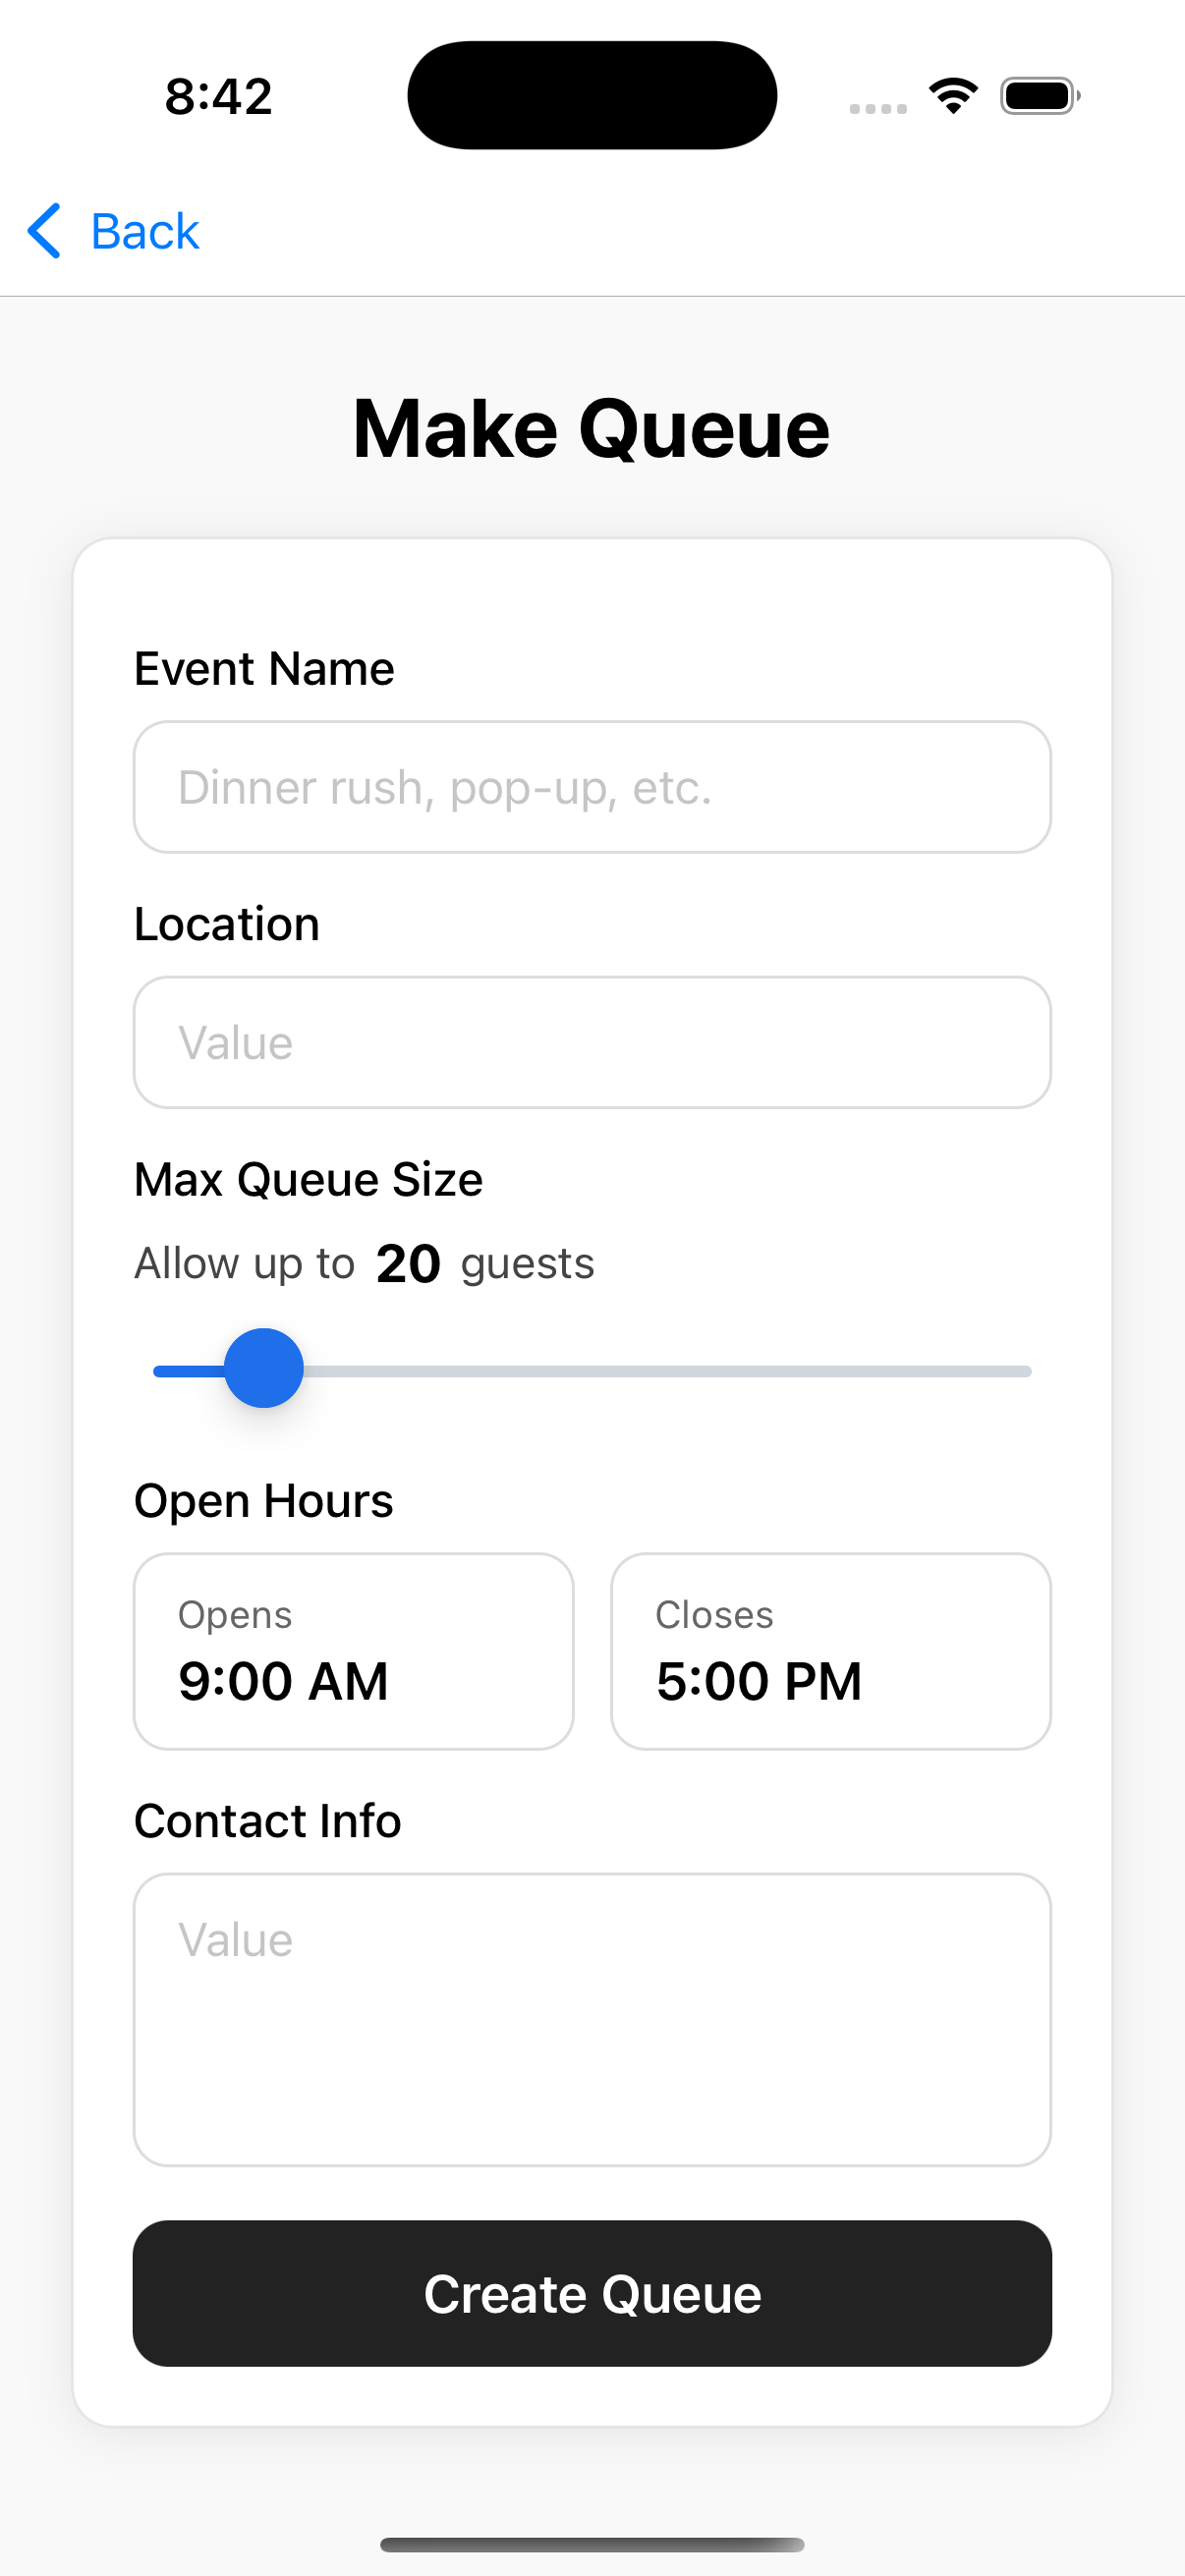 8:42
Back
Make Queue
Event Name
Dinner rush, pop-up, etc.
Location
Value
Max Queue Size
Allow up to 20 guests
Open Hours
Opens
9:00 AM
Closes
5:00 PM
Contact Info
Value
Create Queue